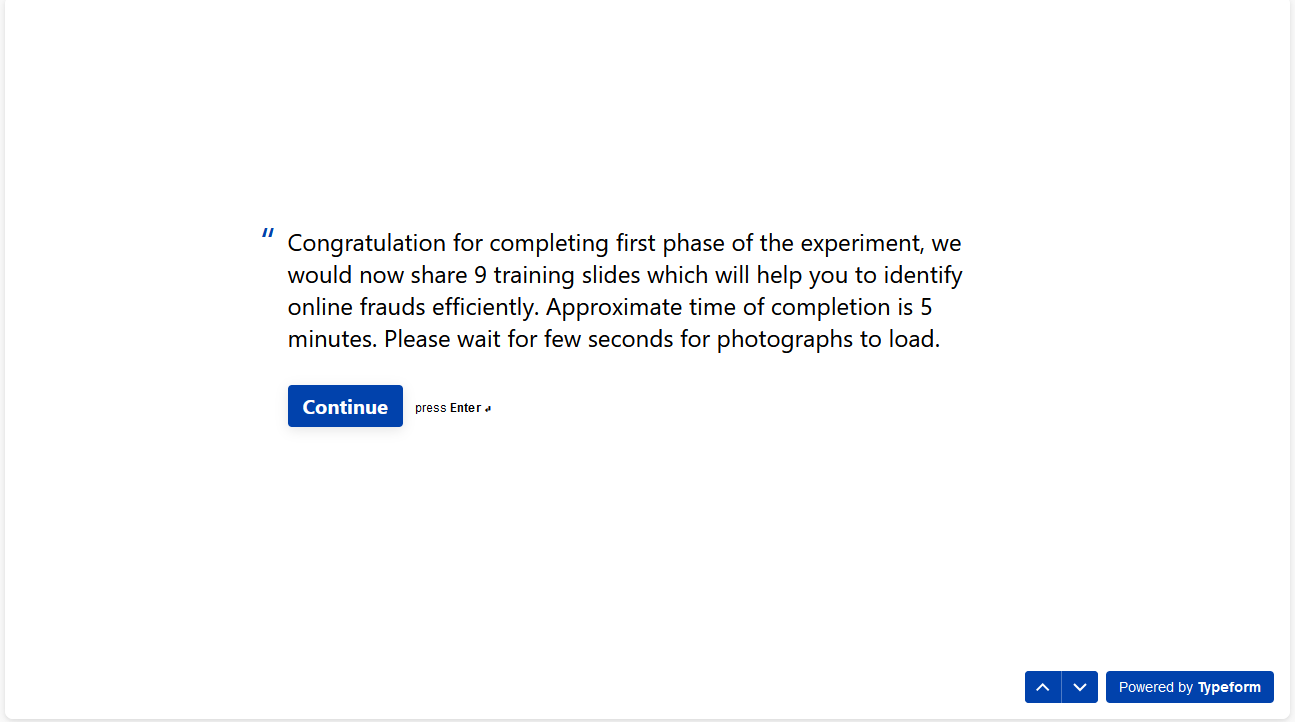 “ Congratulation for completing first phase of the experiment, we
would now share 9 training slides which will help you to identify
online frauds efficiently. Approximate time of completion is 5
minutes. Please wait for few seconds for photographs to load.
Continue press Enter ↵
Powered by Typeform